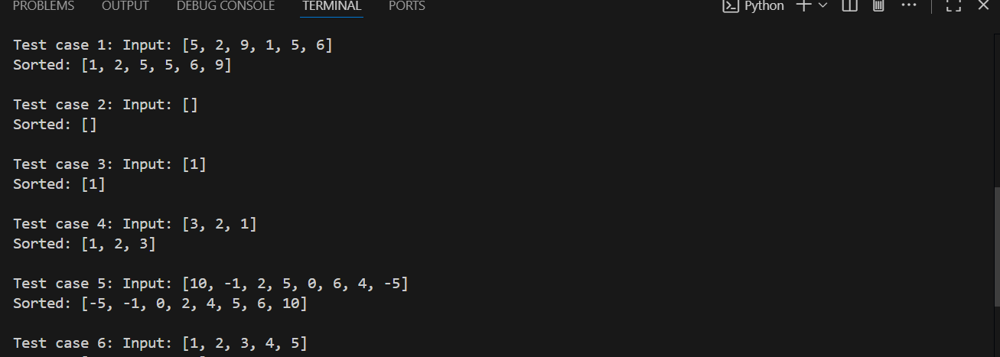 PROBLEMS OUTPUT DEBUG CONSOLE TERMINAL PORTS Python
Test case 1: Input: [5, 2, 9, 1, 5, 6]
Sorted: [1, 2, 5, 5, 6, 9]
Test case 2: Input: []
Sorted: []
Test case 3: Input: [1]
Sorted: [1]
Test case 4: Input: [3, 2, 1]
Sorted: [1, 2, 3]
Test case 5: Input: [10, -1, 2, 5, 0, 6, 4, -5]
Sorted: [-5, -1, 0, 2, 4, 5, 6, 10]
Test case 6: Input: [1, 2, 3, 4, 5]